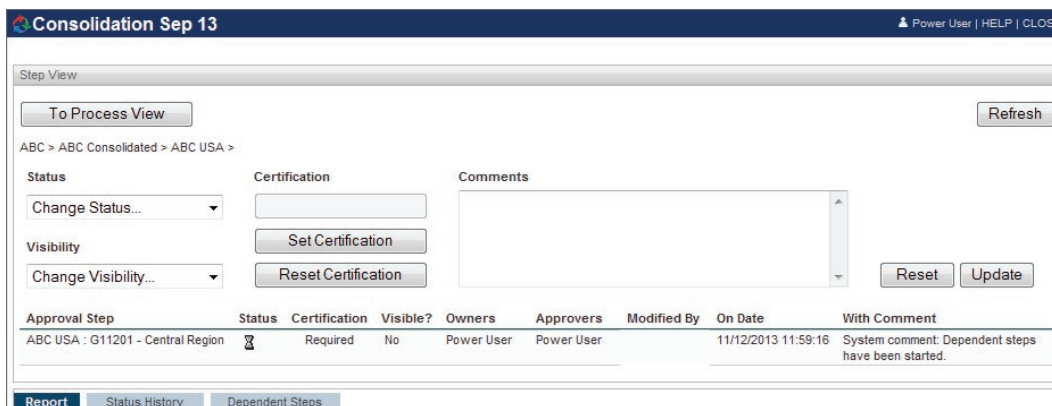 Consolidation Sep 13
Power User | HELP | CLOS
Step View
To Process View
Refresh
ABC > ABC Consolidated > ABC USA >
Status
Certification
Comments
Change Status...
Set Certification
Visibility
Change Visibility...
Reset Certification
Reset
Update
Approval Step Status Certification Visible? Owners Approvers Modified By On Date With Comment
ABC USA : G11201 - Central Region Required No Power User Power User 11/12/2013 11:59:16 System comment: Dependent steps
have been started.
Report Status History Dependent Steps